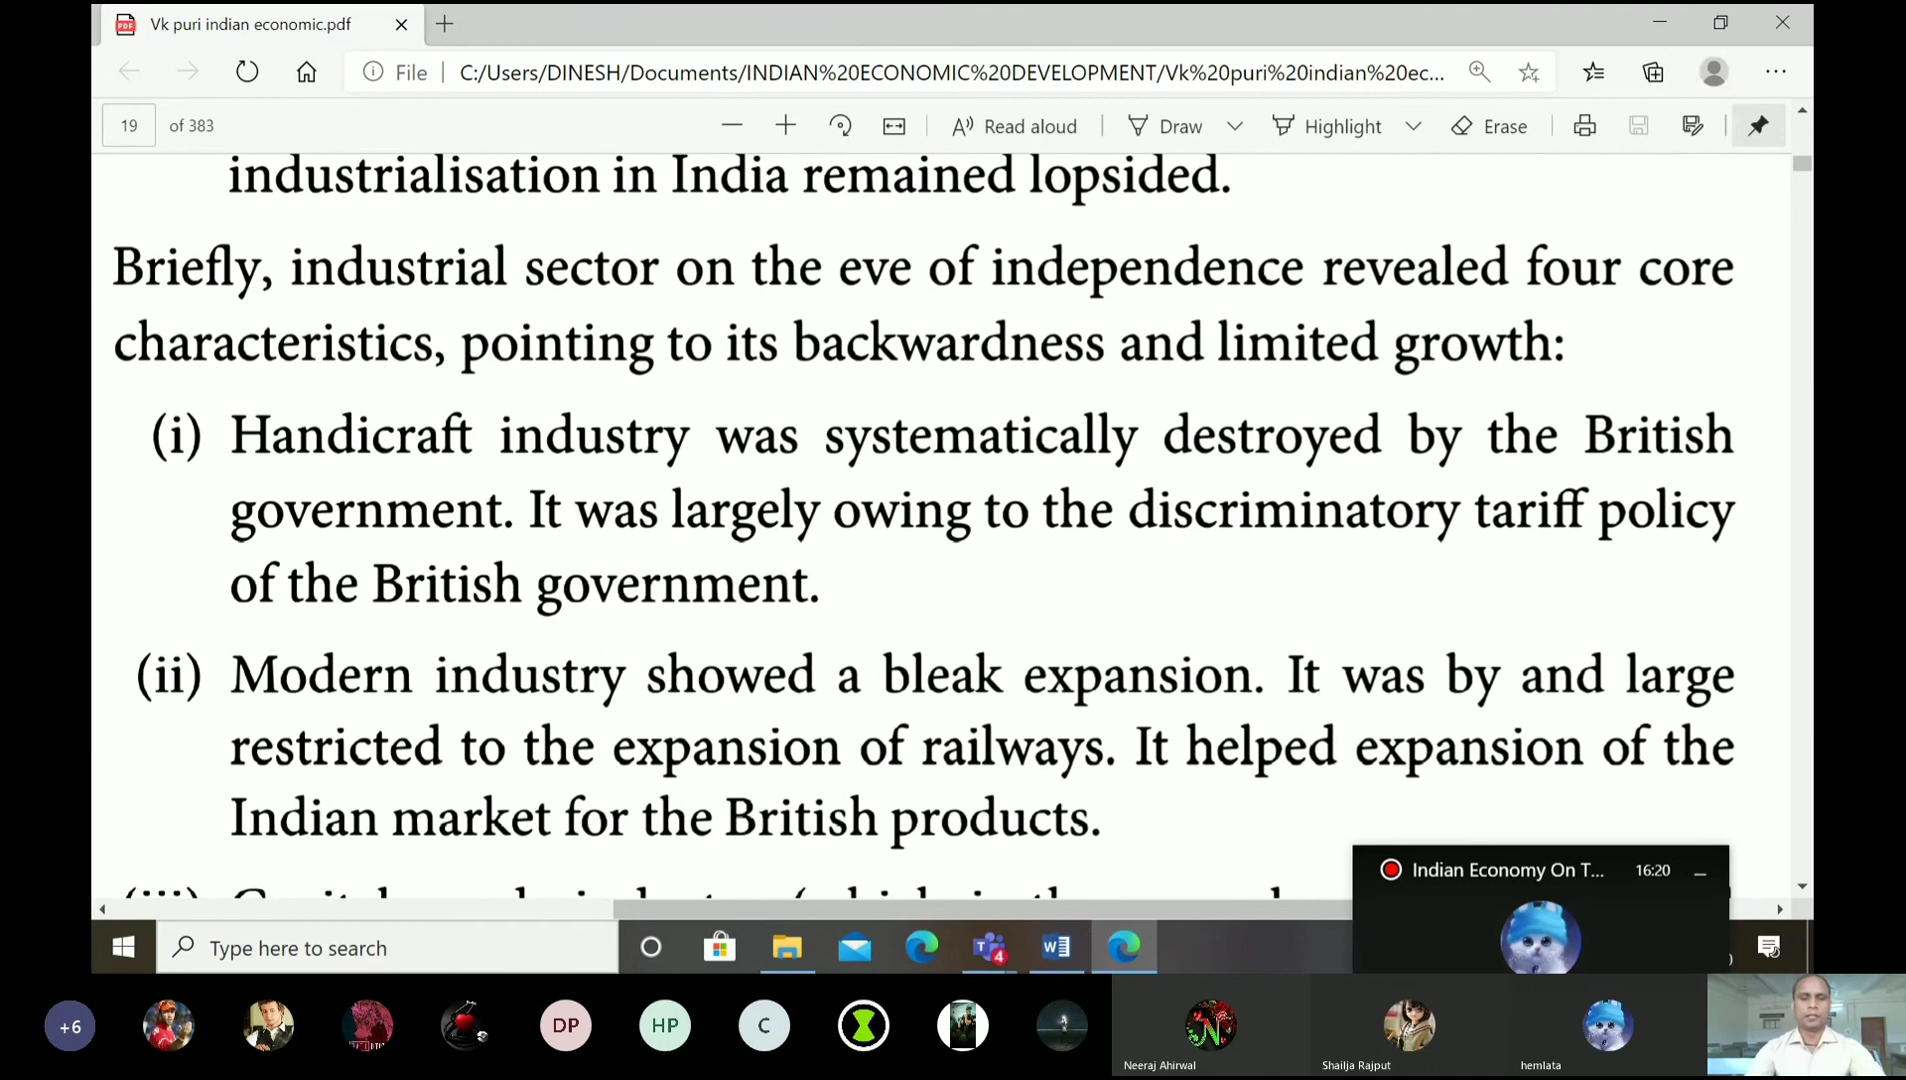 Vk puri indian economic.pdf
File
C:/Users/DINESH/Documents/INDIAN%20ECONOMIC%20DEVELOPMENT/Vk%20puri%20indian%20ec...
19 of 383
Read aloud
Draw
Highlight
Erase
industrialisation in India remained lopsided.
Briefly, industrial sector on the eve of independence revealed four core
characteristics, pointing to its backwardness and limited growth:
(i) Handicraft industry was systematically destroyed by the British
government. It was largely owing to the discriminatory tariff policy
of the British government.
(ii) Modern industry showed a bleak expansion. It was by and large
restricted to the expansion of railways. It helped expansion of the
Indian market for the British products.
Indian Economy On T... 16:20
Type here to search
4
+6
DP
HP
C
N
Neeraj Ahirwal
Shailja Rajput
hemlata